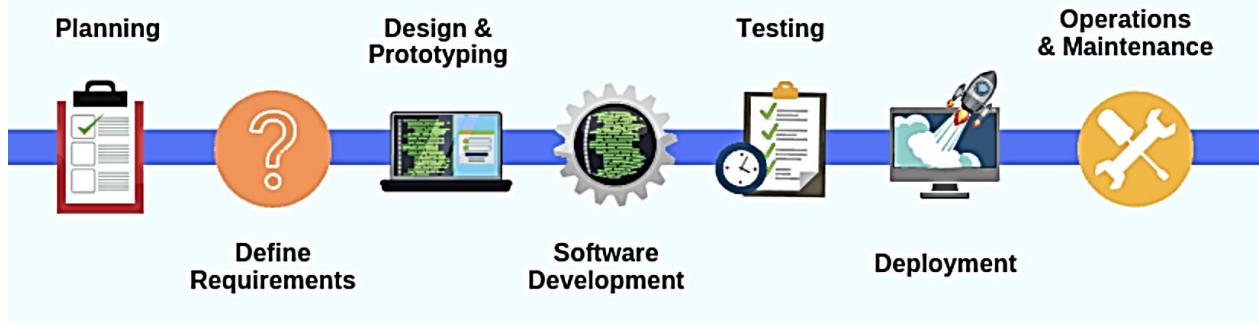 Planning
Define
Requirements
Design &
Prototyping
Software
Development
Testing
Deployment
Operations
& Maintenance